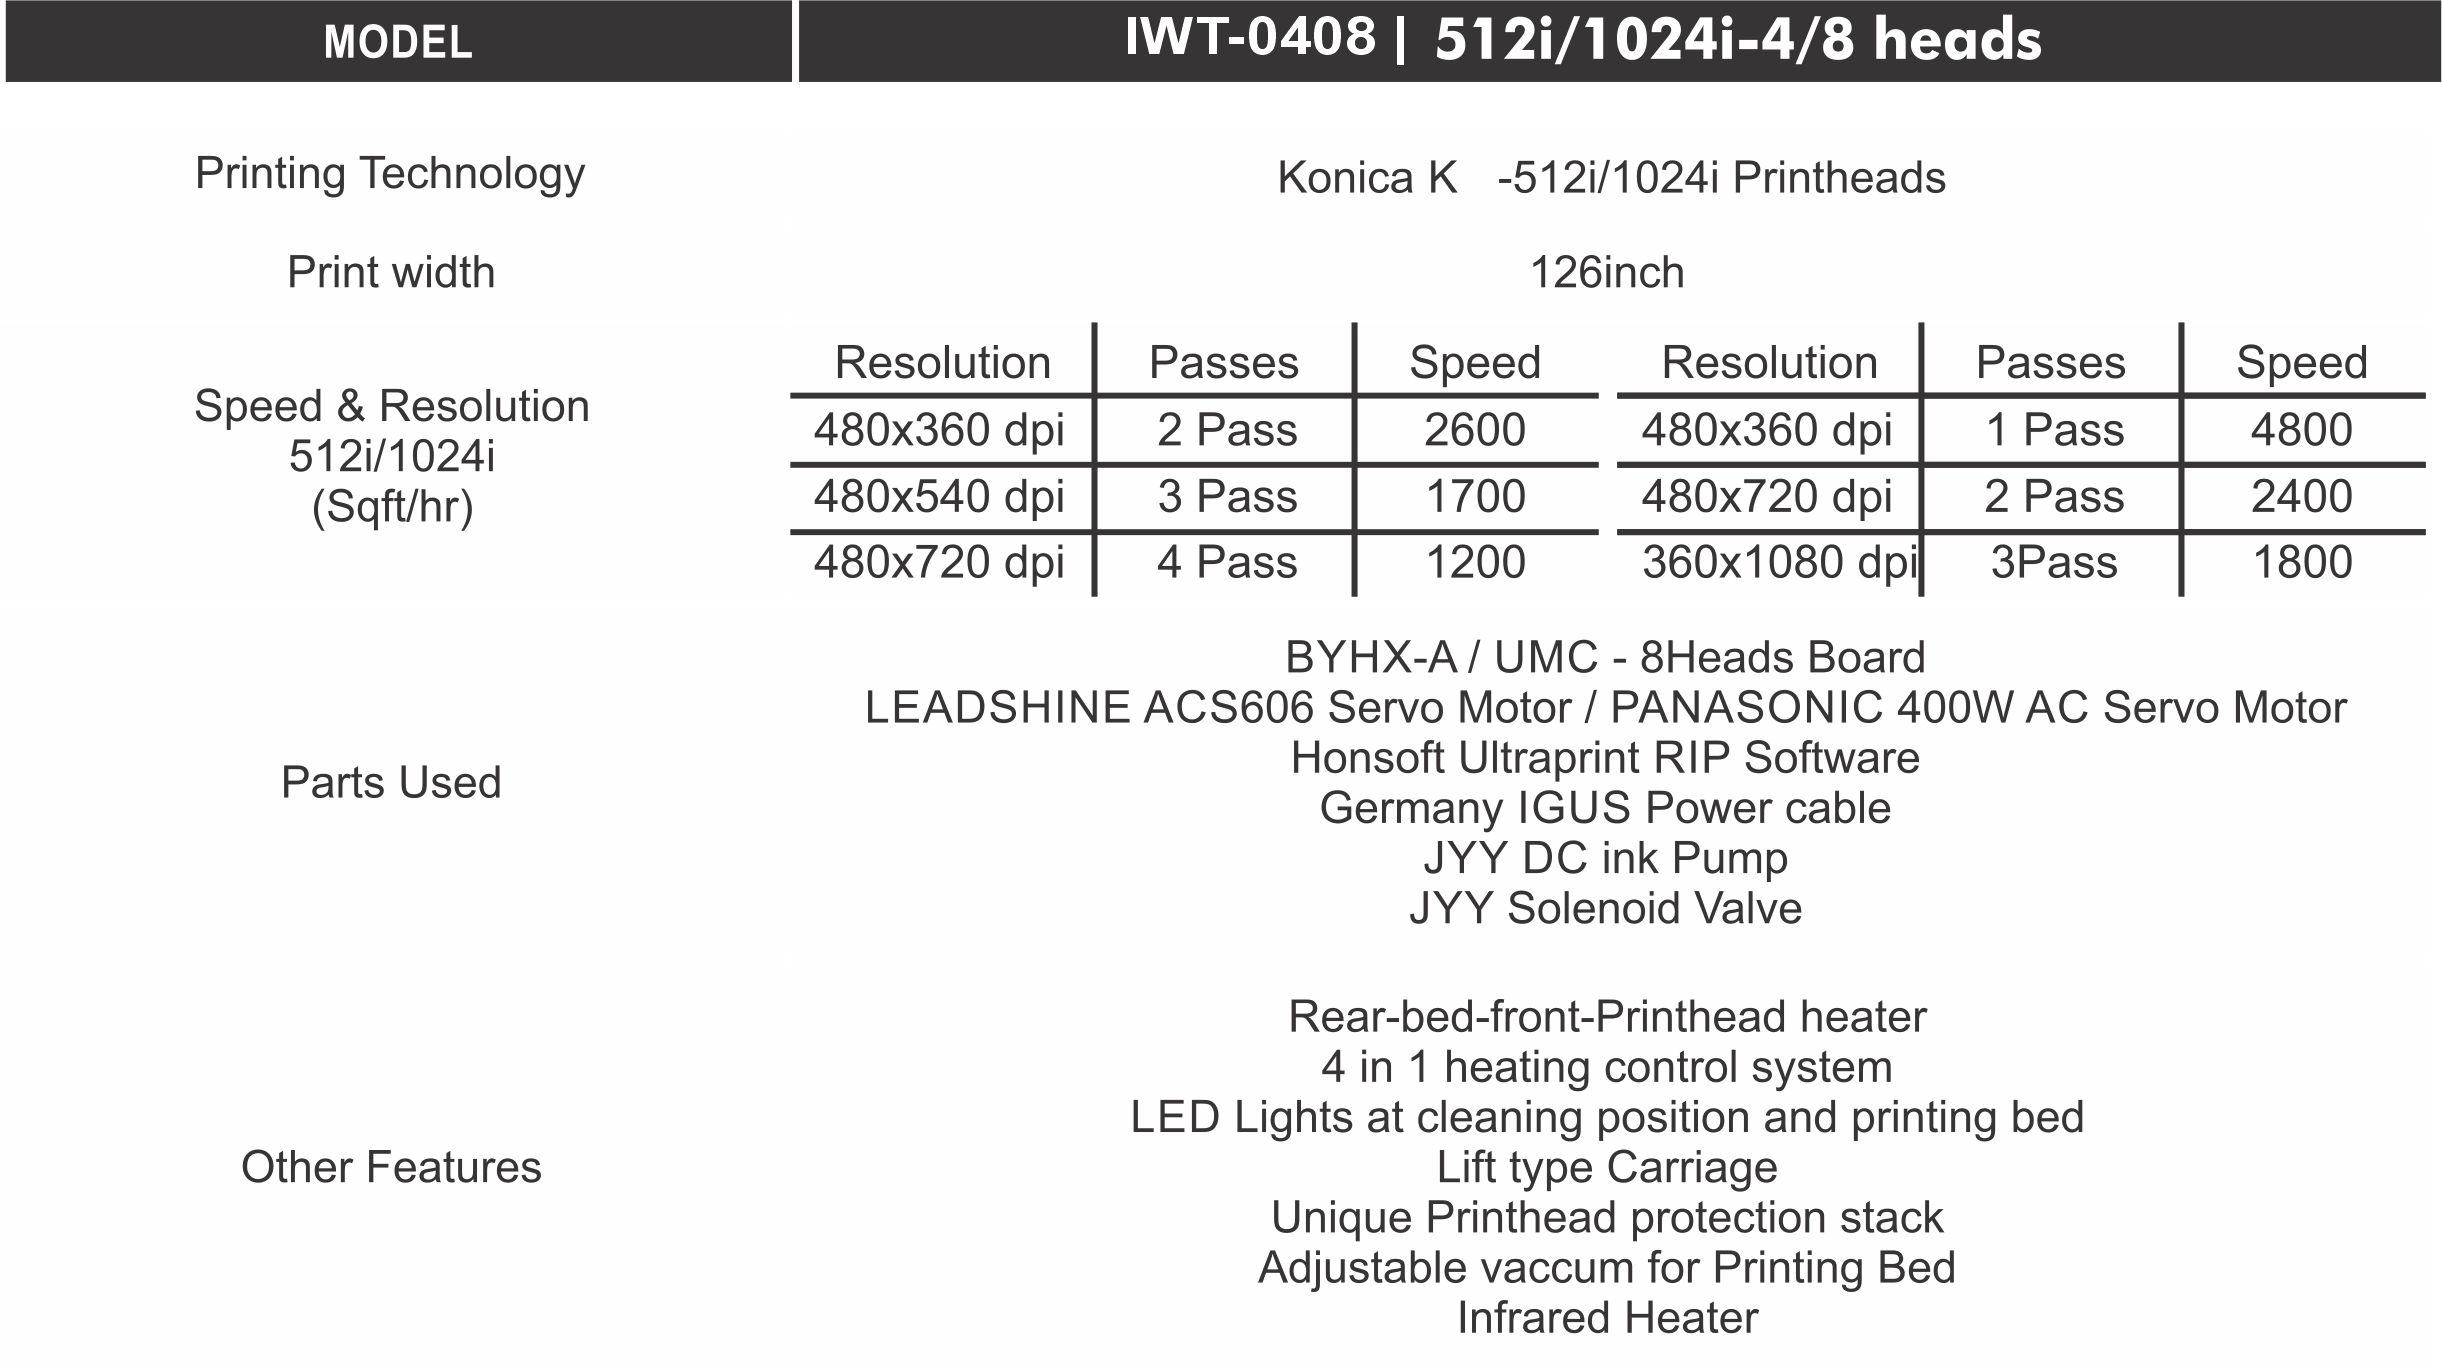 MODEL IWT-0408 | 512i/1024i-4/8 heads
Printing Technology Konica K -512i/1024i Printheads
Print width 126inch
Speed & Resolution
512i/1024i
(Sqft/hr)
Resolution Passes Speed Resolution Passes Speed
480x360 dpi 2 Pass 2600 480x360 dpi 1 Pass 4800
480x540 dpi 3 Pass 1700 480x720 dpi 2 Pass 2400
480x720 dpi 4 Pass 1200 360x1080 dpi 3Pass 1800
Parts Used
BYHX-A / UMC - 8Heads Board
LEADSHINE ACS606 Servo Motor / PANASONIC 400W AC Servo Motor
Honsoft Ultraprint RIP Software
Germany IGUS Power cable
JYY DC ink Pump
JYY Solenoid Valve
Other Features
Rear-bed-front-Printhead heater
4 in 1 heating control system
LED Lights at cleaning position and printing bed
Lift type Carriage
Unique Printhead protection stack
Adjustable vaccum for Printing Bed
Infrared Heater